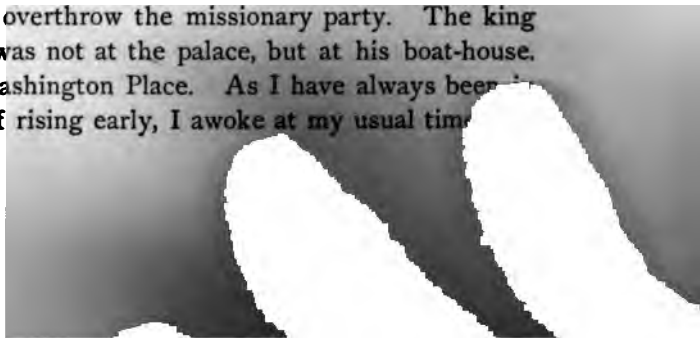 overthrow the missionary party. The king
was not at the palace, but at his boat-house.
ashington Place. As I have always been
rising early, I awoke at my usual time